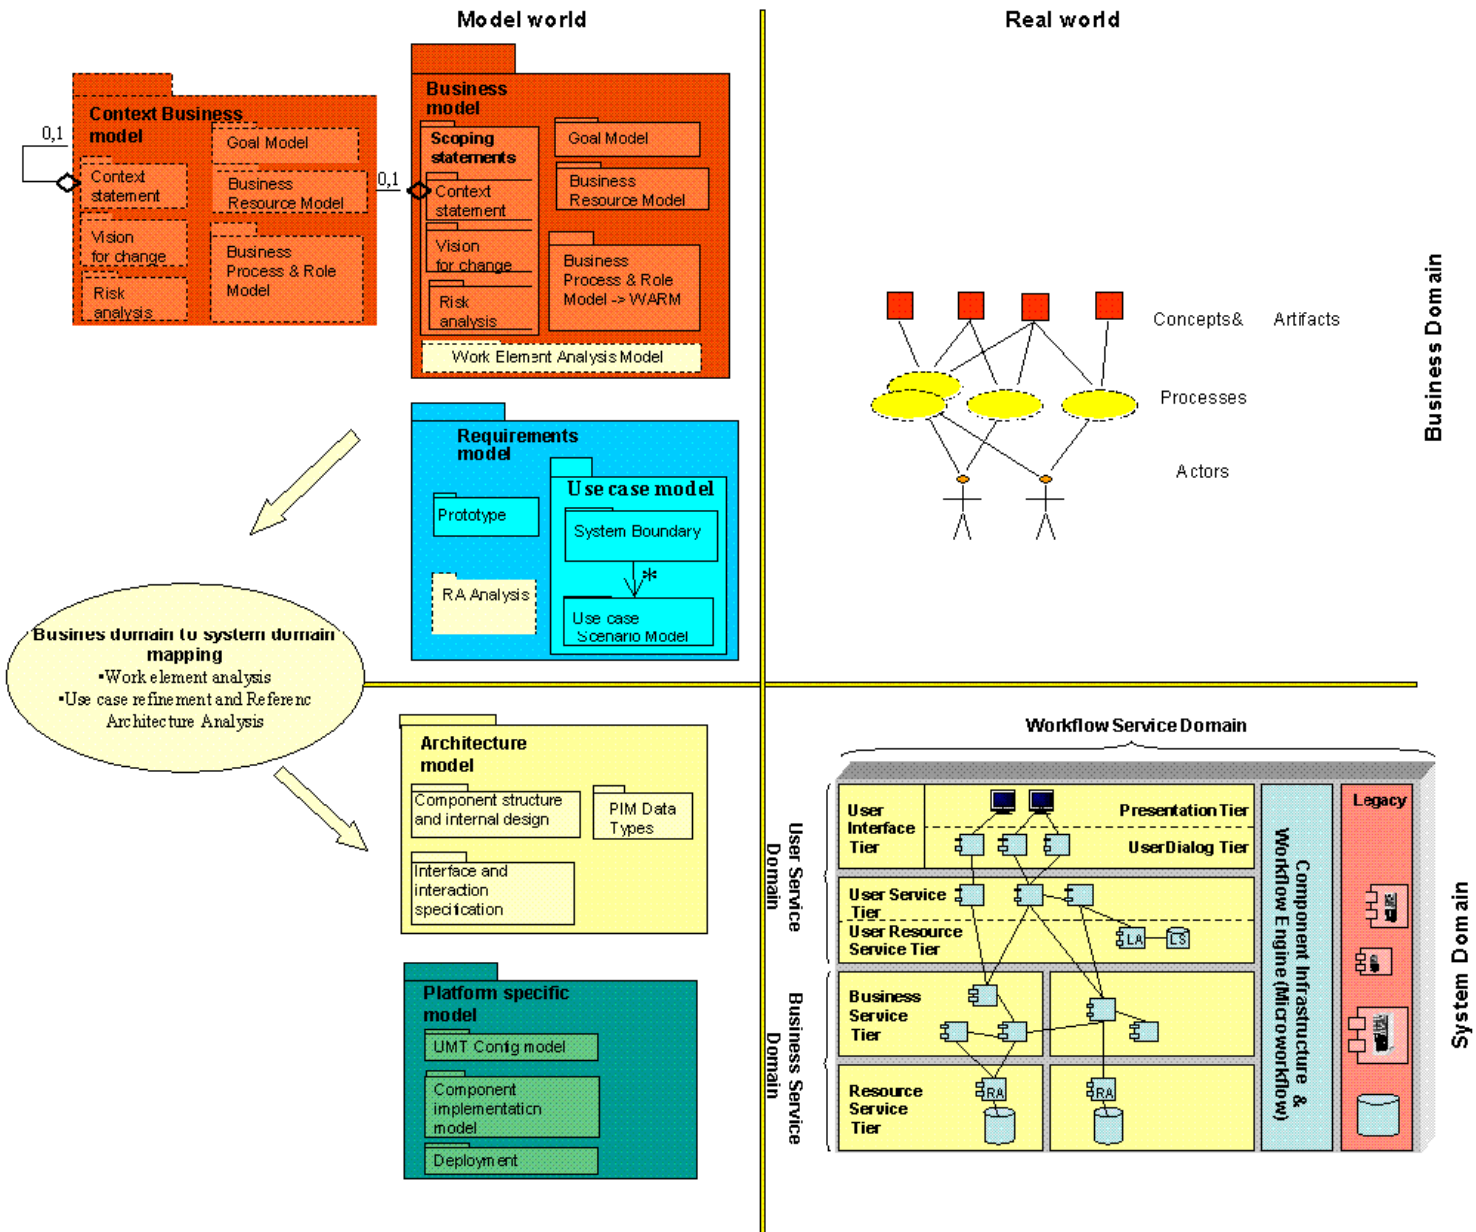 Model world
Real world
Context Business
model
0,1
Goal Model
Context
statement
Business
Resource Model
Vision
for change
Business
Process & Role
Model
Risk
analysis
0,1
Business
model
Scoping
statements
Goal Model
Context
statement
Business
Resource Model
Vision
for change
Business
Process & Role
Model -> WARM
Risk
analysis
Work Element Analysis Model
Requirements
model
Use case model
Prototype
System Boundary
*
RA Analysis
Use case
Scenario Model
Busines domain to system domain
mapping
•Work element analysis
•Use case refinement and Referenc
Architecture Analysis
Architecture
model
Component structure
and internal design
PIM Data
Types
Interface and
interaction
specification
Platform specific
model
UMT Config model
Component
implementation
model
Deployment
Concepts& Artifacts
Processes
Actors
Business Domain
Workflow Service Domain
User Service
Domain
Business Service
Domain
User
Interface
Tier
Presentation Tier
UserDialog Tier
User Service
Tier
User Resource
Service Tier
LA
LS
Business
Service
Tier
Resource
Service
Tier
RA
RA
Component Infrastructure &
Workflow Engine (Microworkflow)
Legacy
System Domain